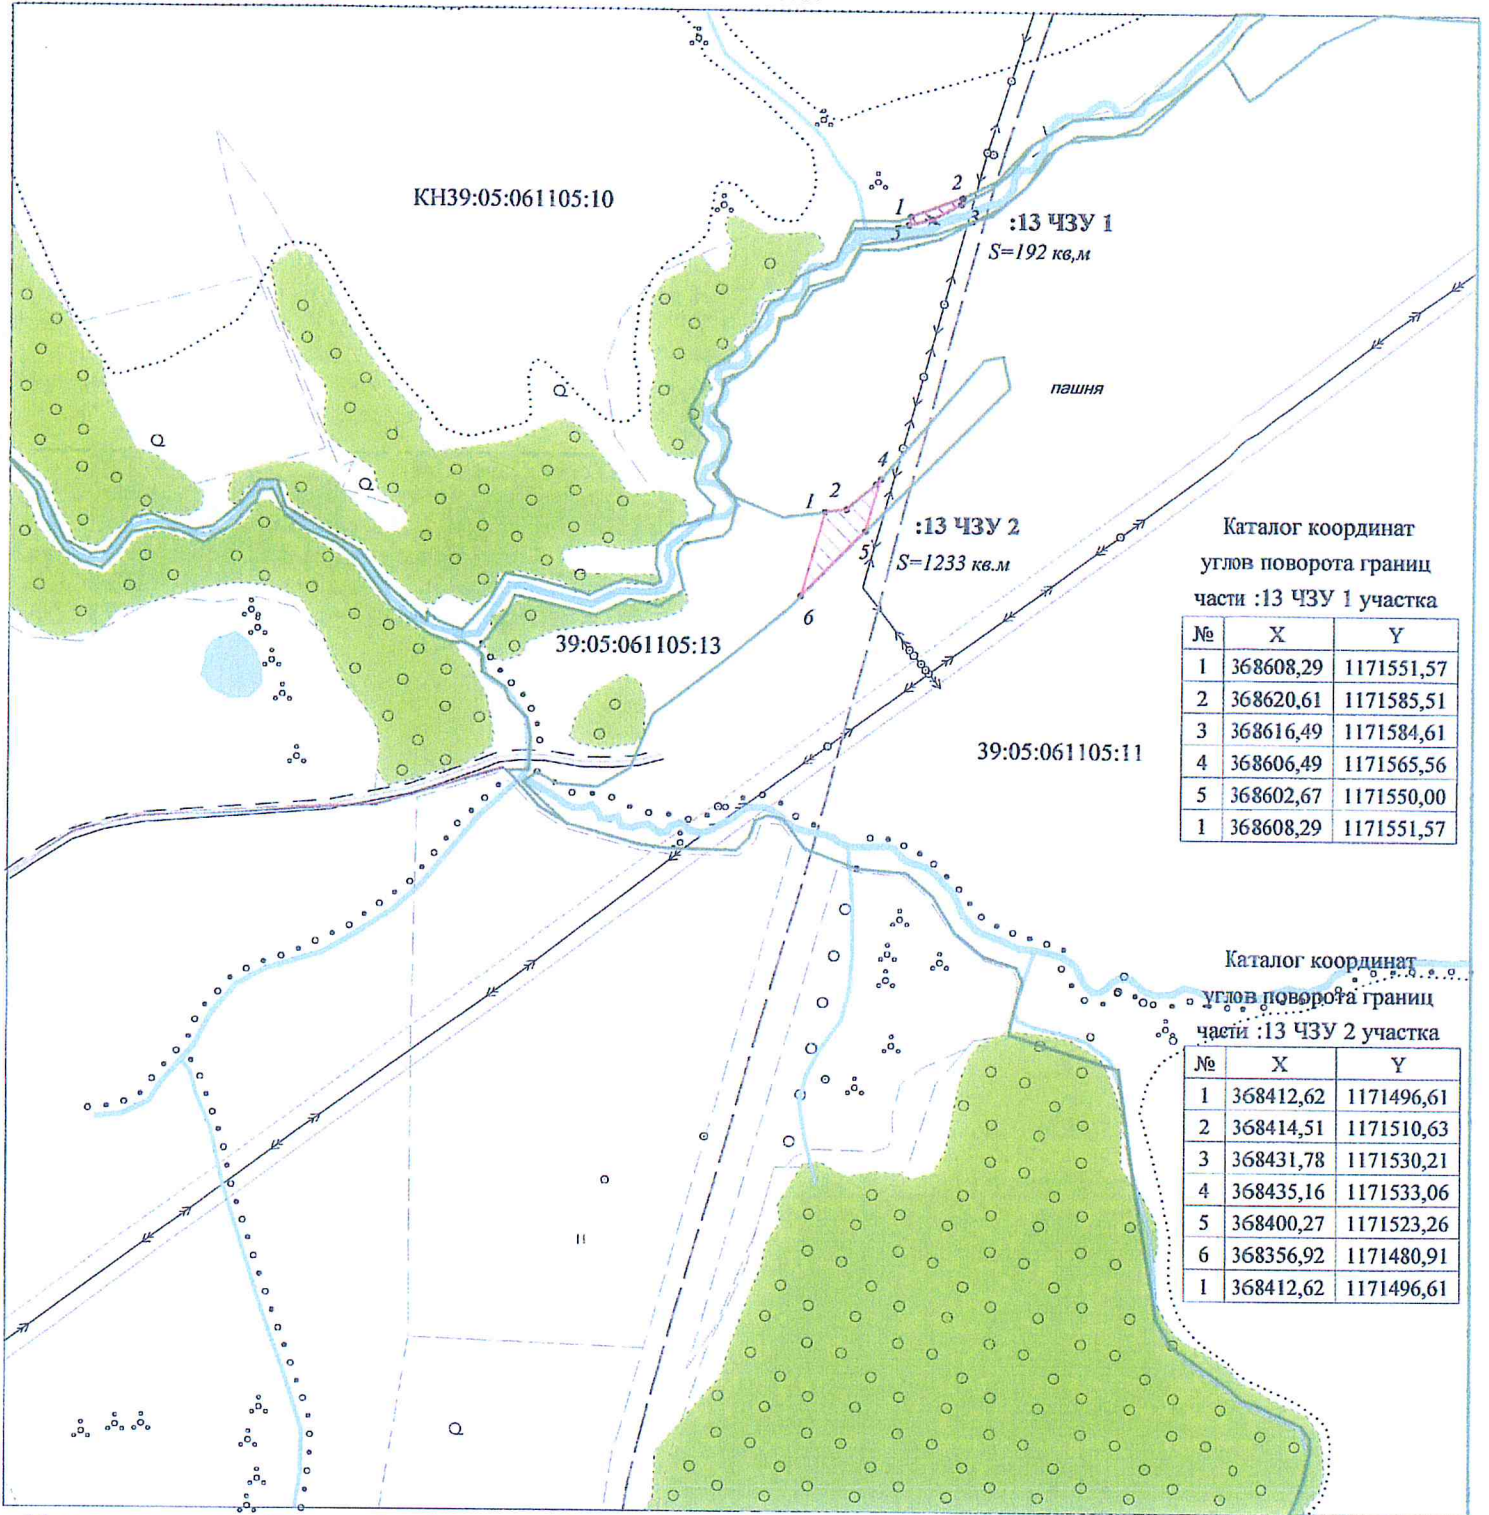 КН39:05:061105:10
1
2
3
5
:13 ЧЗУ 1
S=192 кв,м
пашня
1
2
4
5
6
:13 ЧЗУ 2
S=1233 кв.м
39:05:061105:13
39:05:061105:11
Каталог координат
углов поворота границ
части :13 ЧЗУ 1 участка
№ X Y
1 368608,29 1171551,57
2 368620,61 1171585,51
3 368616,49 1171584,61
4 368606,49 1171565,56
5 368602,67 1171550,00
1 368608,29 1171551,57
Каталог координат
углов поворота границ
части :13 ЧЗУ 2 участка
№ X Y
1 368412,62 1171496,61
2 368414,51 1171510,63
3 368431,78 1171530,21
4 368435,16 1171533,06
5 368400,27 1171523,26
6 368356,92 1171480,91
1 368412,62 1171496,61